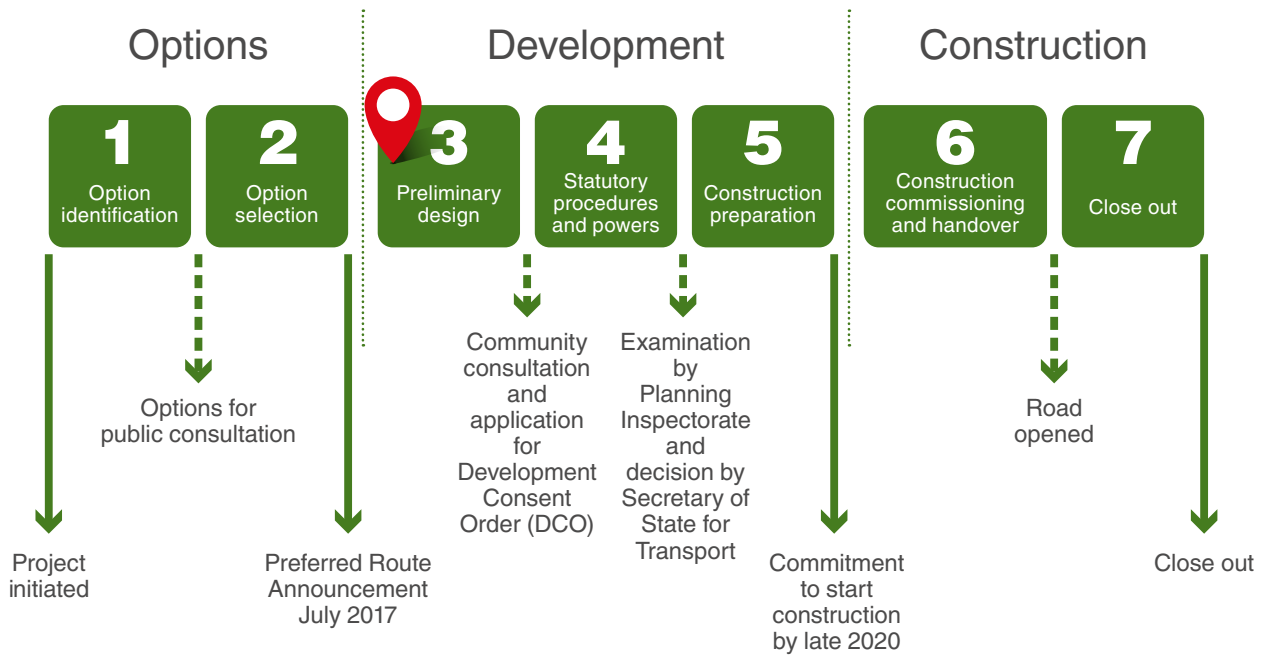 Options
Development
Construction
1
Option
identification
2
Option
selection
3
Preliminary
design
4
Statutory
procedures
and powers
5
Construction
preparation
6
Construction
commissioning
and handover
7
Close out
Project
initiated
Options for
public consultation
Preferred Route
Announcement
July 2017
Community
consultation
and
application
for
Development
Consent
Order (DCO)
Examination
by
Planning
Inspectorate
and
decision by
Secretary of
State for
Transport
Commitment
to start
construction
by late 2020
Road
opened
Close out